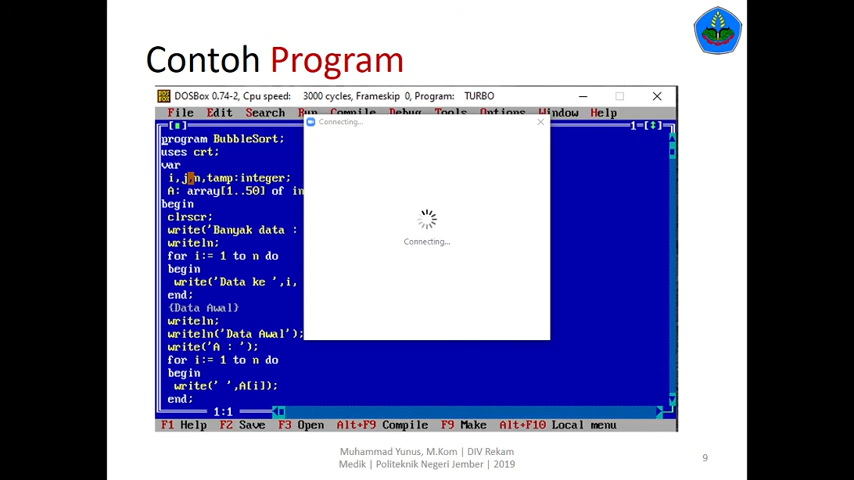 Contoh Program
DOSBox 0.74-2, Cpu speed: 3000 cycles, Frameskip 0, Program: TURBO
File Edit Search Run Compile Debug Tools Options Window Help
Connecting...
1
program BubbleSort;
uses crt;
var
i,j,n,tamp:integer;
A: array[1..50] of in
begin
clrscr;
write('Banyak data :
writeln;
for i:= 1 to n do
begin
write('Data ke ',i,
end;
{Data Awal}
writeln;
writeln('Data Awal');
write('A : ');
for i:= 1 to n do
begin
write(' ',A[i]);
end;
Connecting...
1:1
F1 Help F2 Save F3 Open Alt+F9 Compile F9 Make Alt+F10 Local menu
Muhammad Yunus, M.Kom | DIV Rekam
Medik | Politeknik Negeri Jember | 2019
9